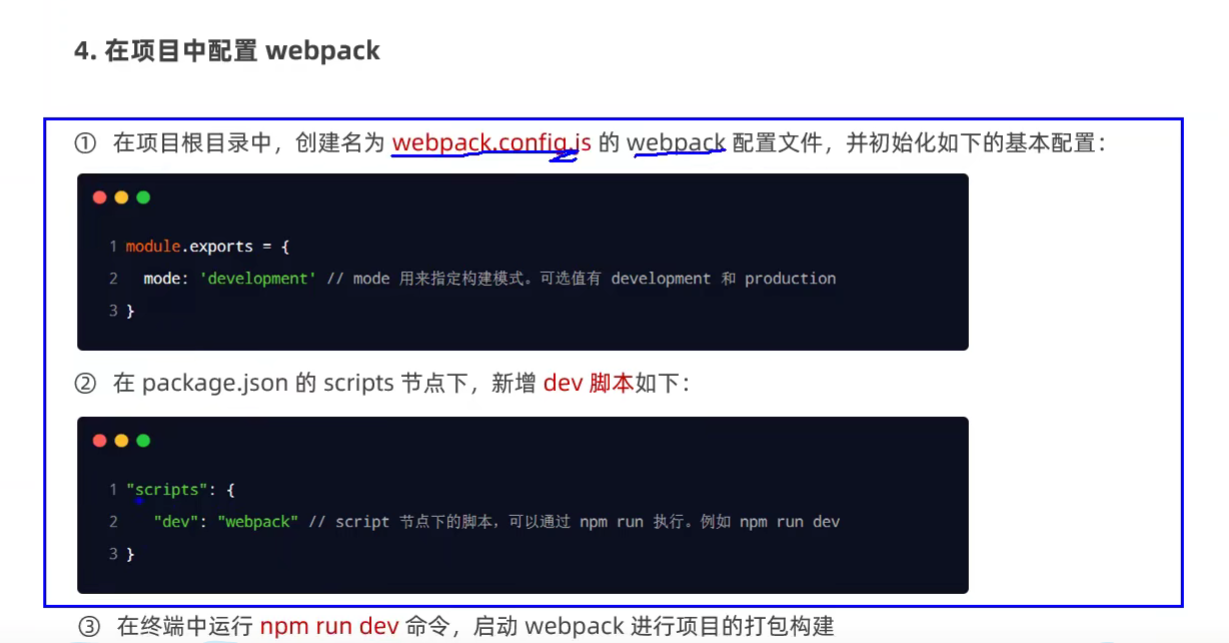 4. 在项目中配置 webpack
① 在项目根目录中，创建名为 webpack.config.js 的 webpack 配置文件，并初始化如下的基本配置：
1 module.exports = {
2 mode: 'development' // mode 用来指定构建模式。可选值有 development 和 production
3 }
② 在 package.json 的 scripts 节点下，新增 dev 脚本如下：
1 "scripts": {
2 "dev": "webpack" // script 节点下的脚本，可以通过 npm run 执行。例如 npm run dev
3 }
③ 在终端中运行 npm run dev 命令，启动 webpack 进行项目的打包构建